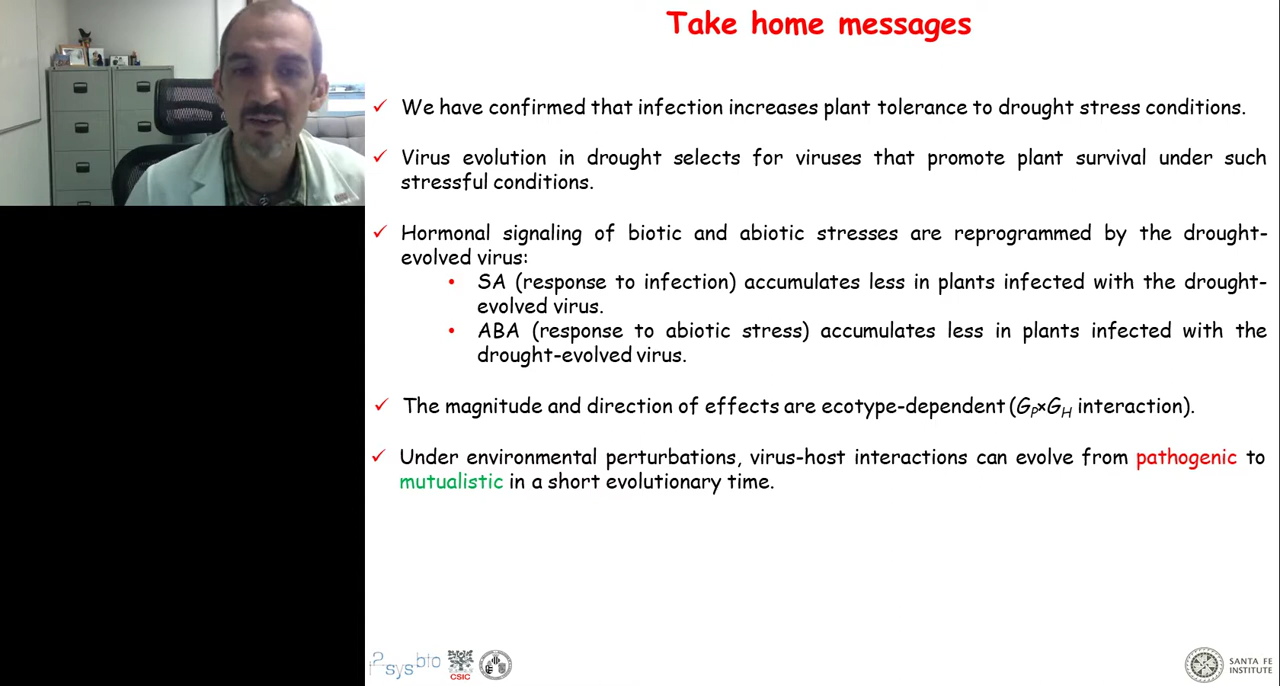 Take home messages
✓ We have confirmed that infection increases plant tolerance to drought stress conditions.
✓ Virus evolution in drought selects for viruses that promote plant survival under such
stressful conditions.
✓ Hormonal signaling of biotic and abiotic stresses are reprogrammed by the drought-
evolved virus:
• SA (response to infection) accumulates less in plants infected with the drought-
evolved virus.
• ABA (response to abiotic stress) accumulates less in plants infected with the
drought-evolved virus.
✓ The magnitude and direction of effects are ecotype-dependent (GP×GH interaction).
✓ Under environmental perturbations, virus-host interactions can evolve from pathogenic to
mutualistic in a short evolutionary time.
CSIC
SANTA FE
INSTITUTE